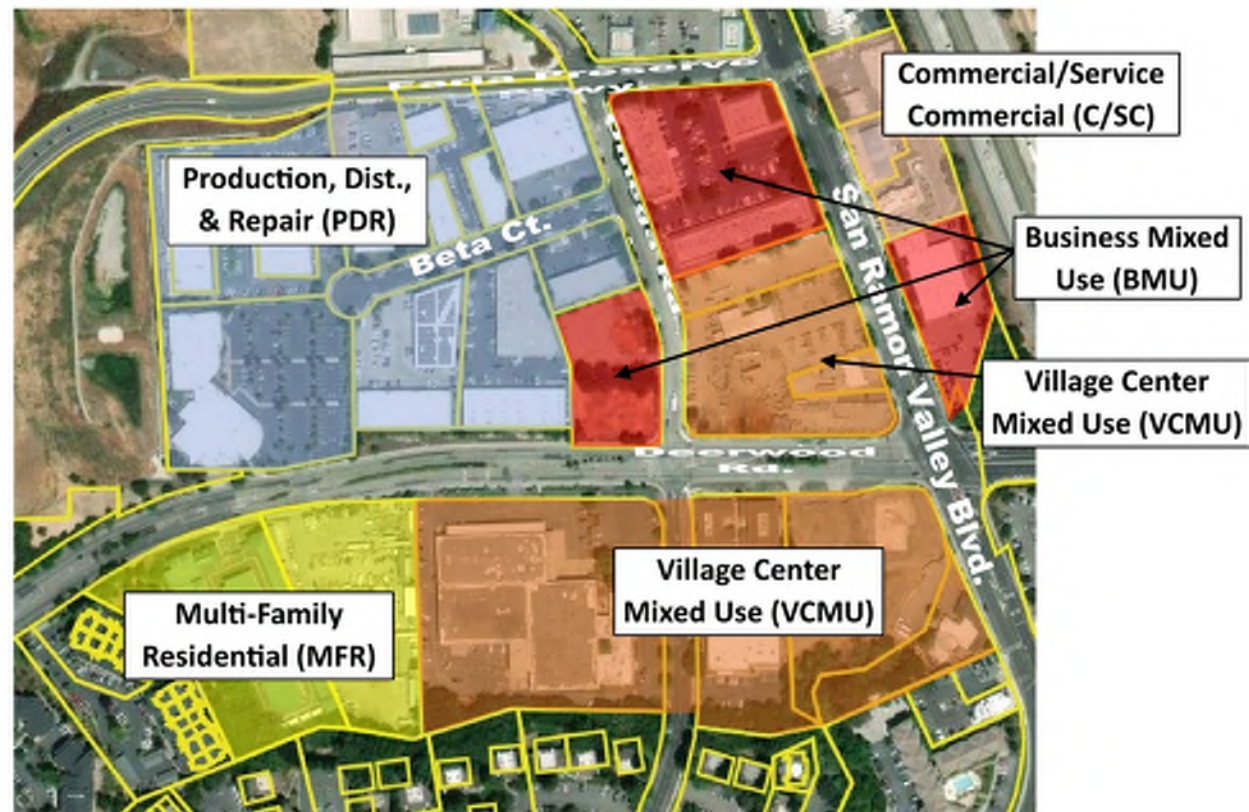 Commercial/Service
Commercial (C/SC)
Production, Dist.,
& Repair (PDR)
Beta Ct.
San Ramon Valley Blvd.
Business Mixed
Use (BMU)
Village Center
Mixed Use (VCMU)
Deerwood
Rd.
Village Center
Mixed Use (VCMU)
Multi-Family
Residential (MFR)